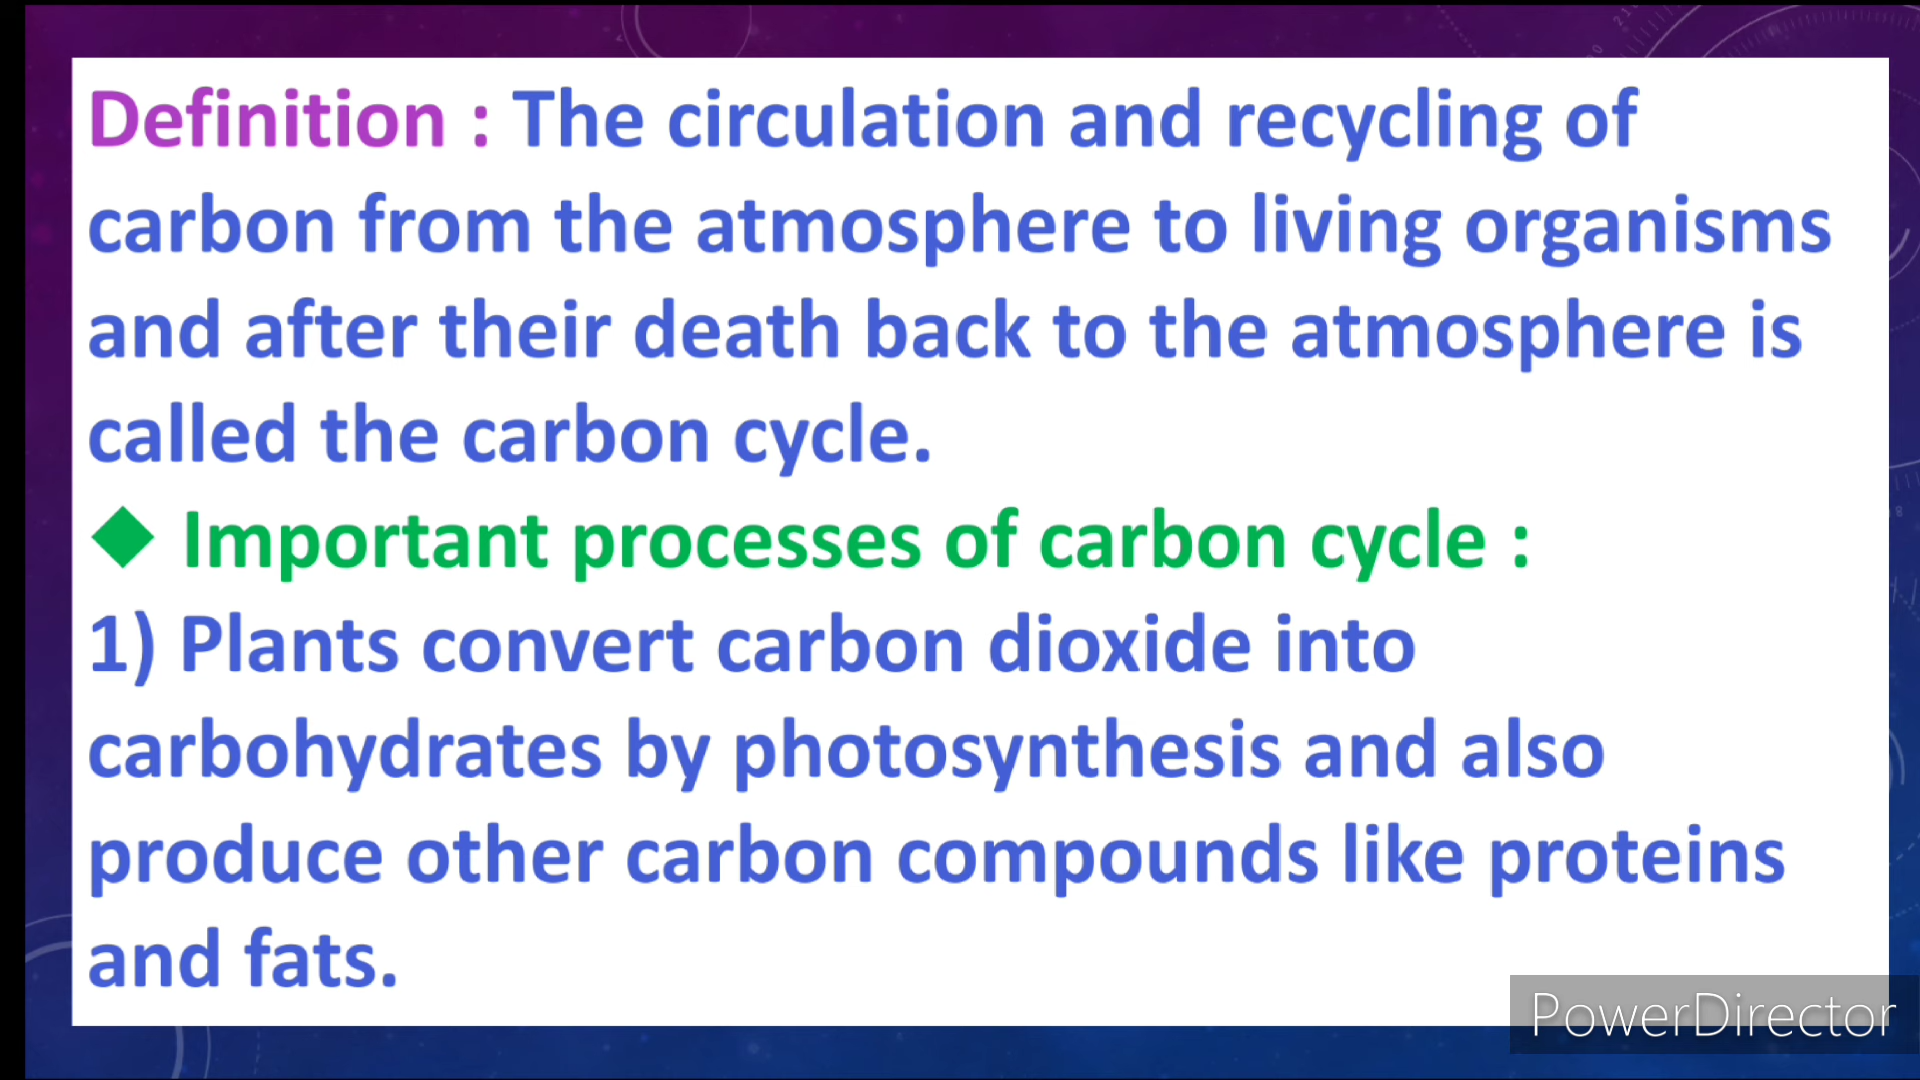 Definition : The circulation and recycling of
carbon from the atmosphere to living organisms
and after their death back to the atmosphere is
called the carbon cycle.
◆ Important processes of carbon cycle :
1) Plants convert carbon dioxide into
carbohydrates by photosynthesis and also
produce other carbon compounds like proteins
and fats.
PowerDirector